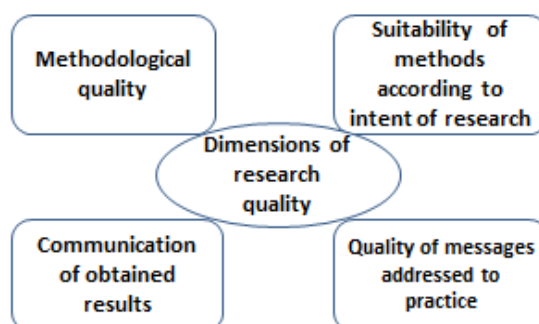 Methodological
quality
Suitability of
methods
according to
intent of research
Dimensions of
research
quality
Communication
of obtained
results
Quality of messages
addressed to
practice